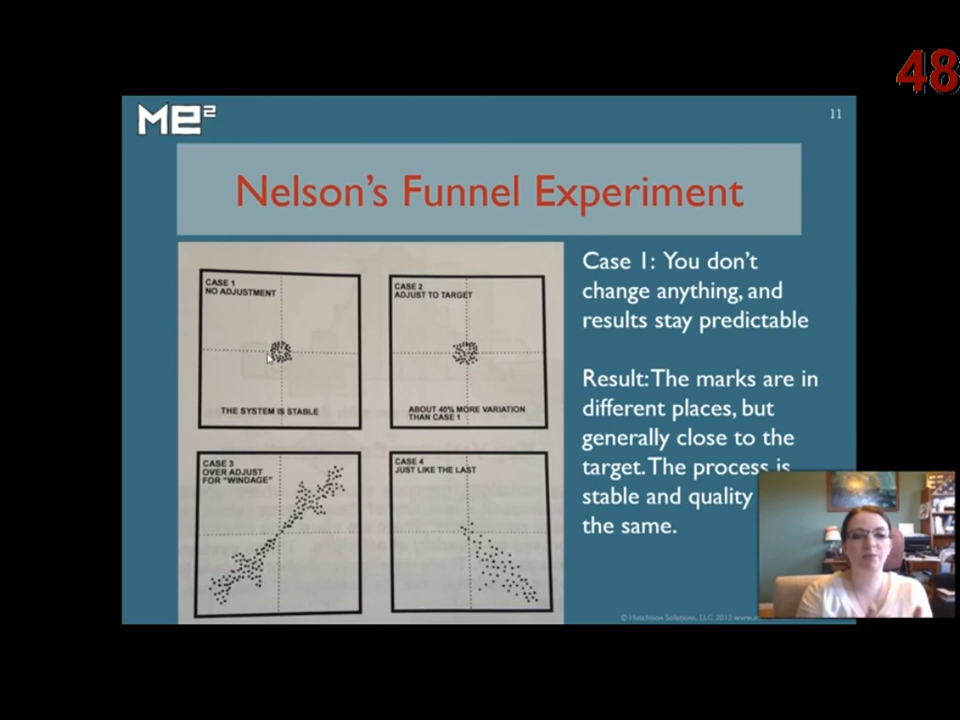 48
ME²
11
Nelson's Funnel Experiment
CASE 1
NO ADJUSTMENT
THE SYSTEM IS STABLE
CASE 2
ADJUST TO TARGET
ABOUT 40% MORE VARIATION
THAN CASE 1
CASE 3
OVER ADJUST
FOR "WINDAGE"
CASE 4
JUST LIKE THE LAST
Case 1: You don't
change anything, and
results stay predictable
Result: The marks are in
different places, but
generally close to the
target. The process is
stable and quality
the same.
© Hutchison Solutions, LLC 2013